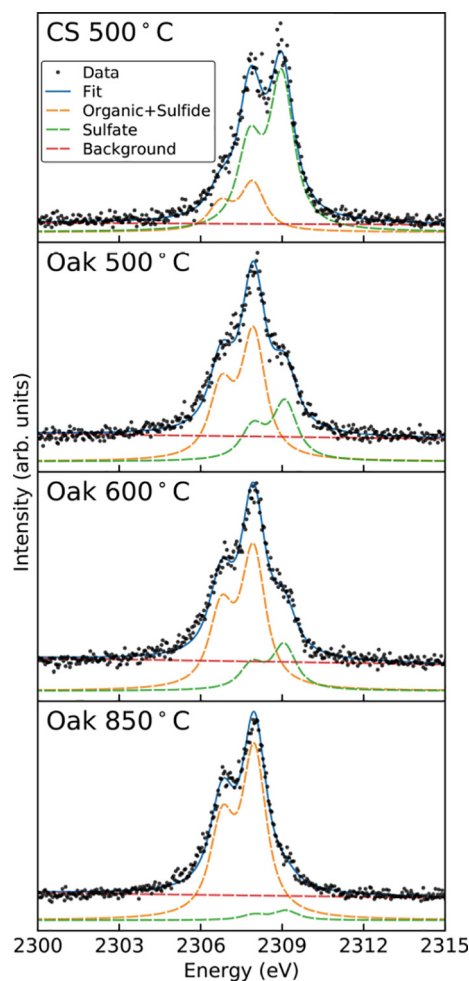 CS 500°C
Data
Fit
Organic+Sulfide
Sulfate
Background
Oak 500°C
Oak 600°C
Oak 850°C
Intensity (arb. units)
2300 2303 2306 2309 2312 2315
Energy (eV)